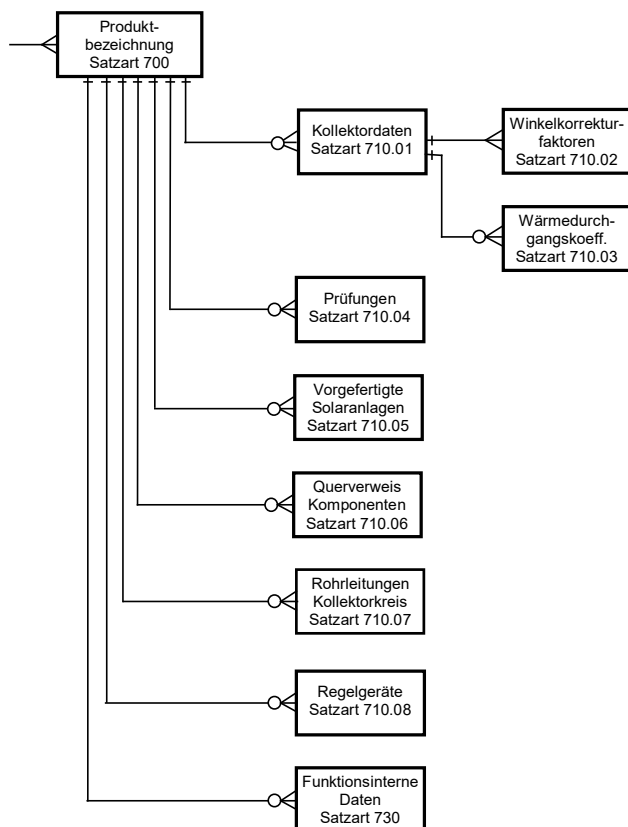 Produkt-
bezeichnung
Satzart 700
Kollektordaten
Satzart 710.01
Winkelkorrektur-
faktoren
Satzart 710.02
Wärmedurch-
gangskoeff.
Satzart 710.03
Prüfungen
Satzart 710.04
Vorgefertigte
Solaranlagen
Satzart 710.05
Querverweis
Komponenten
Satzart 710.06
Rohrleitungen
Kollektorkreis
Satzart 710.07
Regelgeräte
Satzart 710.08
Funktionsinterne
Daten
Satzart 730